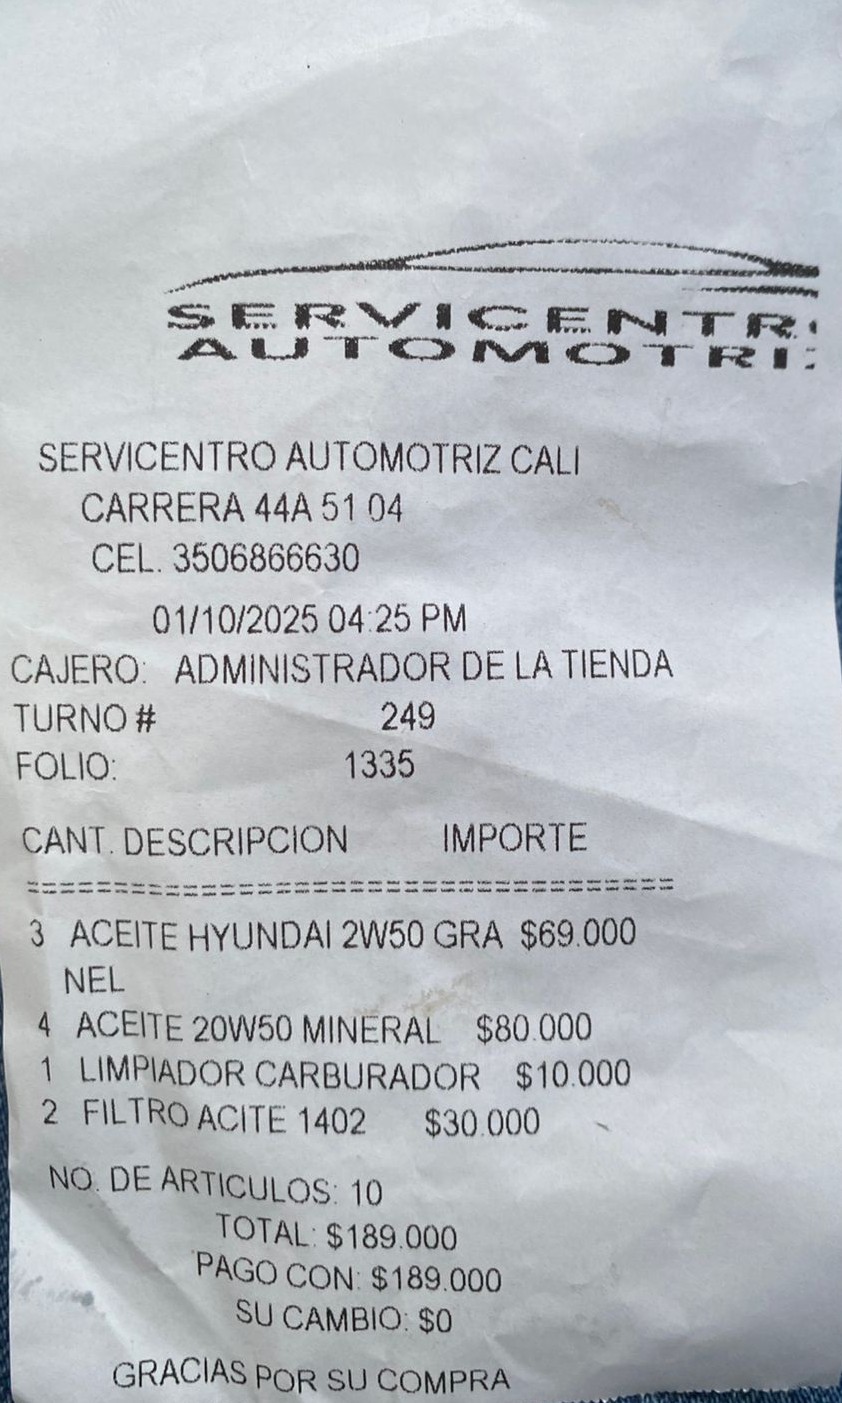 SERVICENTR
AUTOMOTRI
SERVICENTRO AUTOMOTRIZ CALI
CARRERA 44A 51 04
CEL. 3506866630
01/10/2025 04:25 PM
CAJERO: ADMINISTRADOR DE LA TIENDA
TURNO # 249
FOLIO: 1335
CANT. DESCRIPCION IMPORTE
==============================================
3 ACEITE HYUNDAI 2W50 GRA $69.000
NEL
4 ACEITE 20W50 MINERAL $80.000
1 LIMPIADOR CARBURADOR $10.000
2 FILTRO ACITE 1402 $30.000
NO. DE ARTICULOS: 10
TOTAL: $189.000
PAGO CON: $189.000
SU CAMBIO: $0
GRACIAS POR SU COMPRA